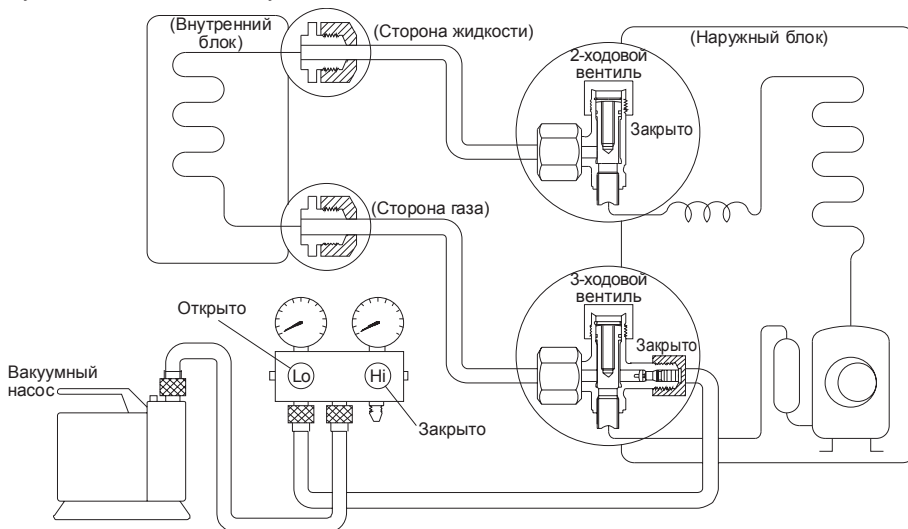 (Внутренний
блок)
(Сторона жидкости)
2-ходовой
вентиль
Закрыто
(Наружный блок)
(Сторона газа)
3-ходовой
вентиль
Закрыто
Открыто
Вакуумный
насос
Lo
Hi
Закрыто